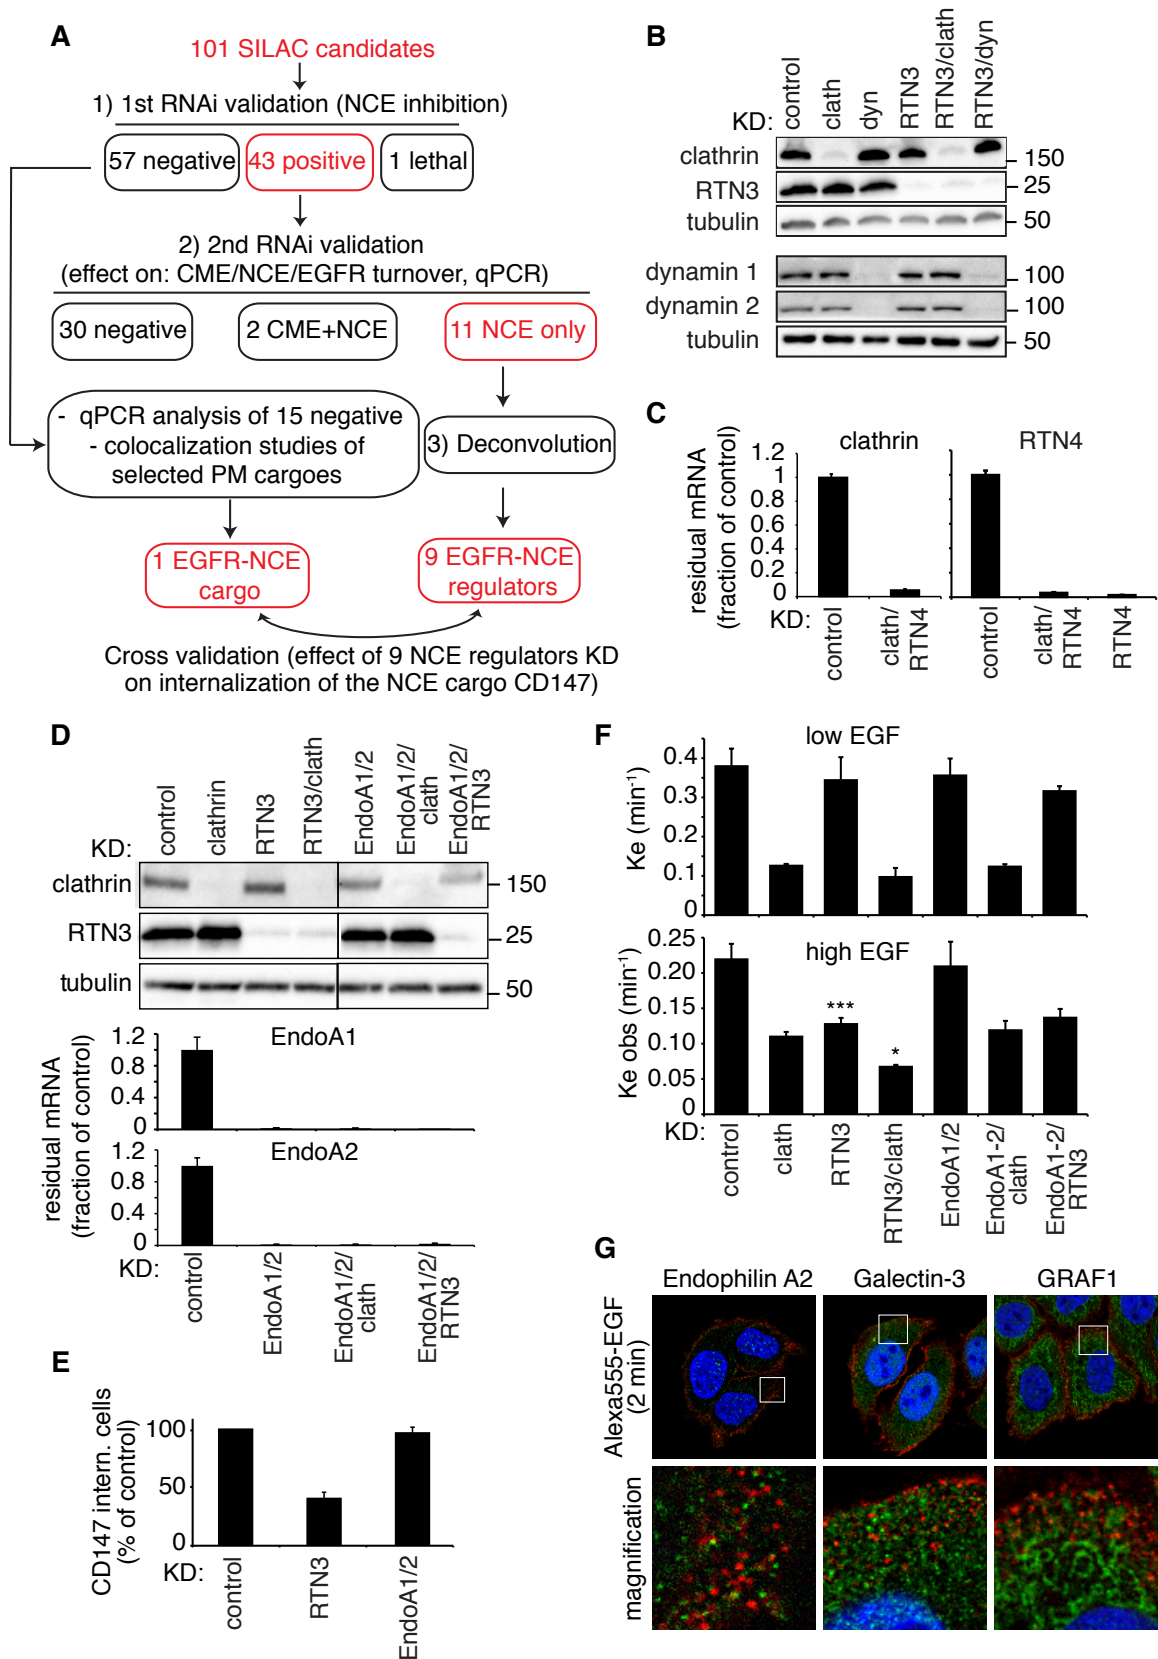 A
101 SILAC candidates
1) 1st RNAi validation (NCE inhibition)
57 negative
43 positive
1 lethal
2) 2nd RNAi validation
(effect on: CME/NCE/EGFR turnover, qPCR)
30 negative
2 CME+NCE
11 NCE only
- qPCR analysis of 15 negative
- colocalization studies of
selected PM cargoes
3) Deconvolution
1 EGFR-NCE
cargo
9 EGFR-NCE
regulators
Cross validation (effect of 9 NCE regulators KD
on internalization of the NCE cargo CD147)
B
KD:
control
clath
dyn
RTN3
RTN3/clath
RTN3/dyn
clathrin
150
RTN3
25
tubulin
50
dynamin 1
100
dynamin 2
100
tubulin
50
C
residual mRNA
(fraction of control)
clathrin
RTN4
1.2
1
0.8
0.6
0.4
0.2
0
KD:
control
clath/
RTN4
control
clath/
RTN4
RTN4
D
KD:
control
clathrin
RTN3
RTN3/clath
EndoA1/2
EndoA1/2/
clath
EndoA1/2/
RTN3
clathrin
150
RTN3
25
tubulin
50
residual mRNA
(fraction of control)
EndoA1
1.2
0.8
0.4
0
EndoA2
1.2
0.8
0.4
0
KD:
control
EndoA1/2
EndoA1/2/
clath
EndoA1/2/
RTN3
E
CD147 intern. cells
(% of control)
100
50
0
KD:
control
RTN3
EndoA1/2
F
low EGF
Ke (min-1)
0.4
0.3
0.2
0.1
0
high EGF
Ke obs (min-1)
0.25
0.20
0.15
0.10
0.05
0
***
*
KD:
control
clath
RTN3
RTN3/clath
EndoA1/2
EndoA1-2/
clath
EndoA1-2/
RTN3
G
Endophilin A2
Galectin-3
GRAF1
Alexa555-EGF
(2 min)
magnification